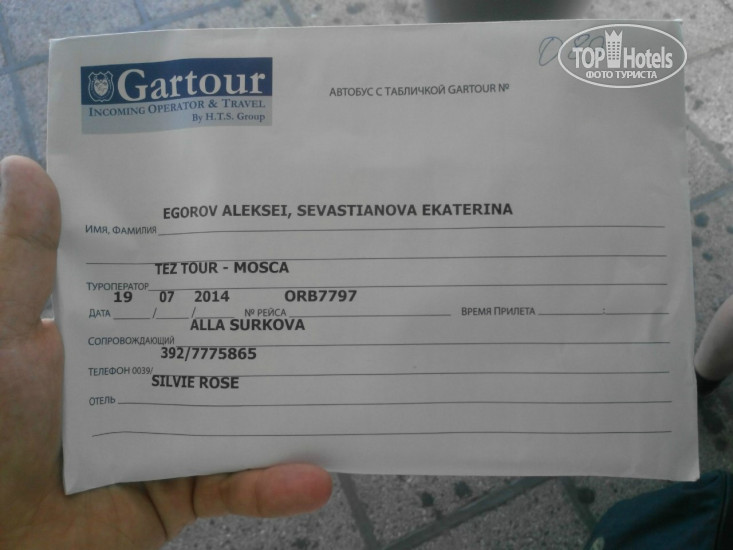 Gartour
INCOMING OPERATOR & TRAVEL
By H.T.S. Group
АВТОБУС С ТАБЛИЧКОЙ GARTOUR №
TOP Hotels
ФОТО ТУРИСТА
EGOROV ALEKSEI, SEVASTIANOVA EKATERINA
ИМЯ, ФАМИЛИЯ
TEZ TOUR - MOSCA
ТУРОПЕРАТОР
19 07 2014 ORB7797
ДАТА / / № РЕЙСА ВРЕМЯ ПРИЛЕТА :
ALLA SURKOVA
СОПРОВОЖДАЮЩИЙ
392/7775865
ТЕЛЕФОН 0039/
SILVIE ROSE
ОТЕЛЬ